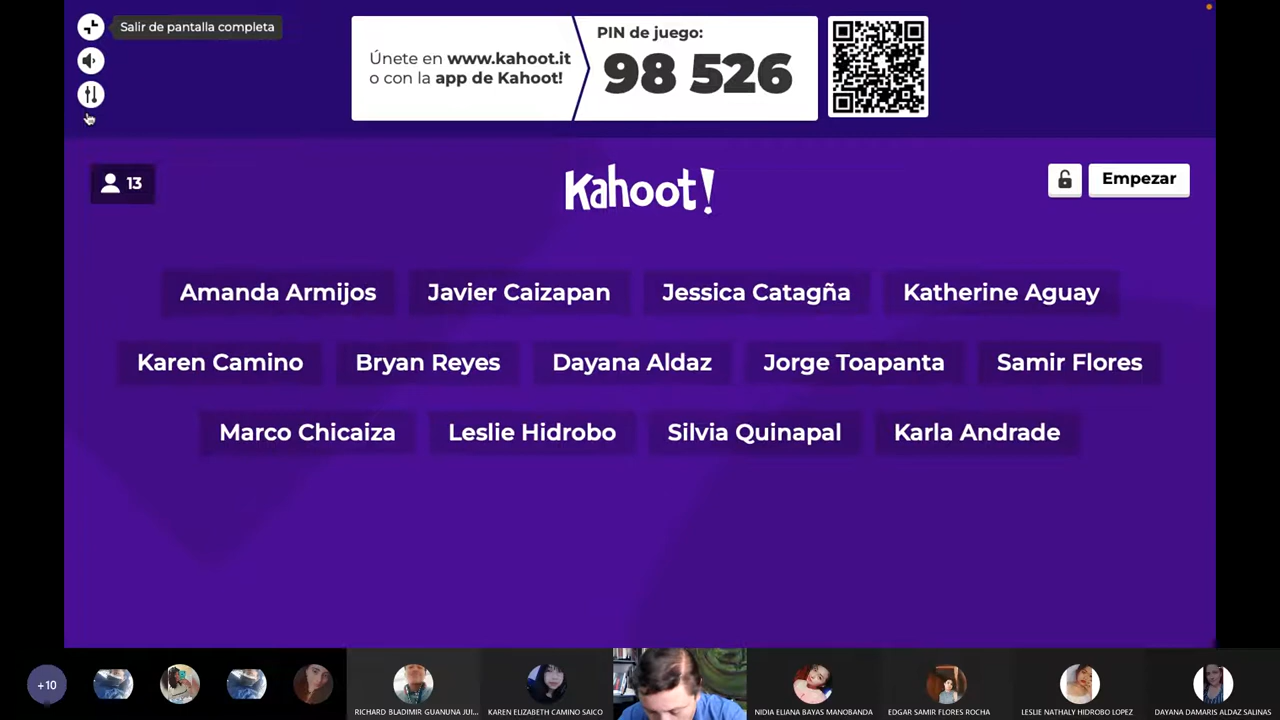 Salir de pantalla completa
Únete en www.kahoot.it
o con la app de Kahoot!
PIN de juego:
98 526
13
Kahoot!
Empezar
Amanda Armijos
Javier Caizapan
Jessica Catagña
Katherine Aguay
Karen Camino
Bryan Reyes
Dayana Aldaz
Jorge Toapanta
Samir Flores
Marco Chicaiza
Leslie Hidrobo
Silvia Quinapal
Karla Andrade
+10
RICHARD BLADIMIR GUANUNA JUI...
KAREN ELIZABETH CAMINO SAICO
NIDIA ELIANA BAYAS MANOBANDA
EDGAR SAMIR FLORES ROCHA
LESLIE NATHALY HIDROBO LOPEZ
DAYANA DAMARIS ALDAZ SALINAS